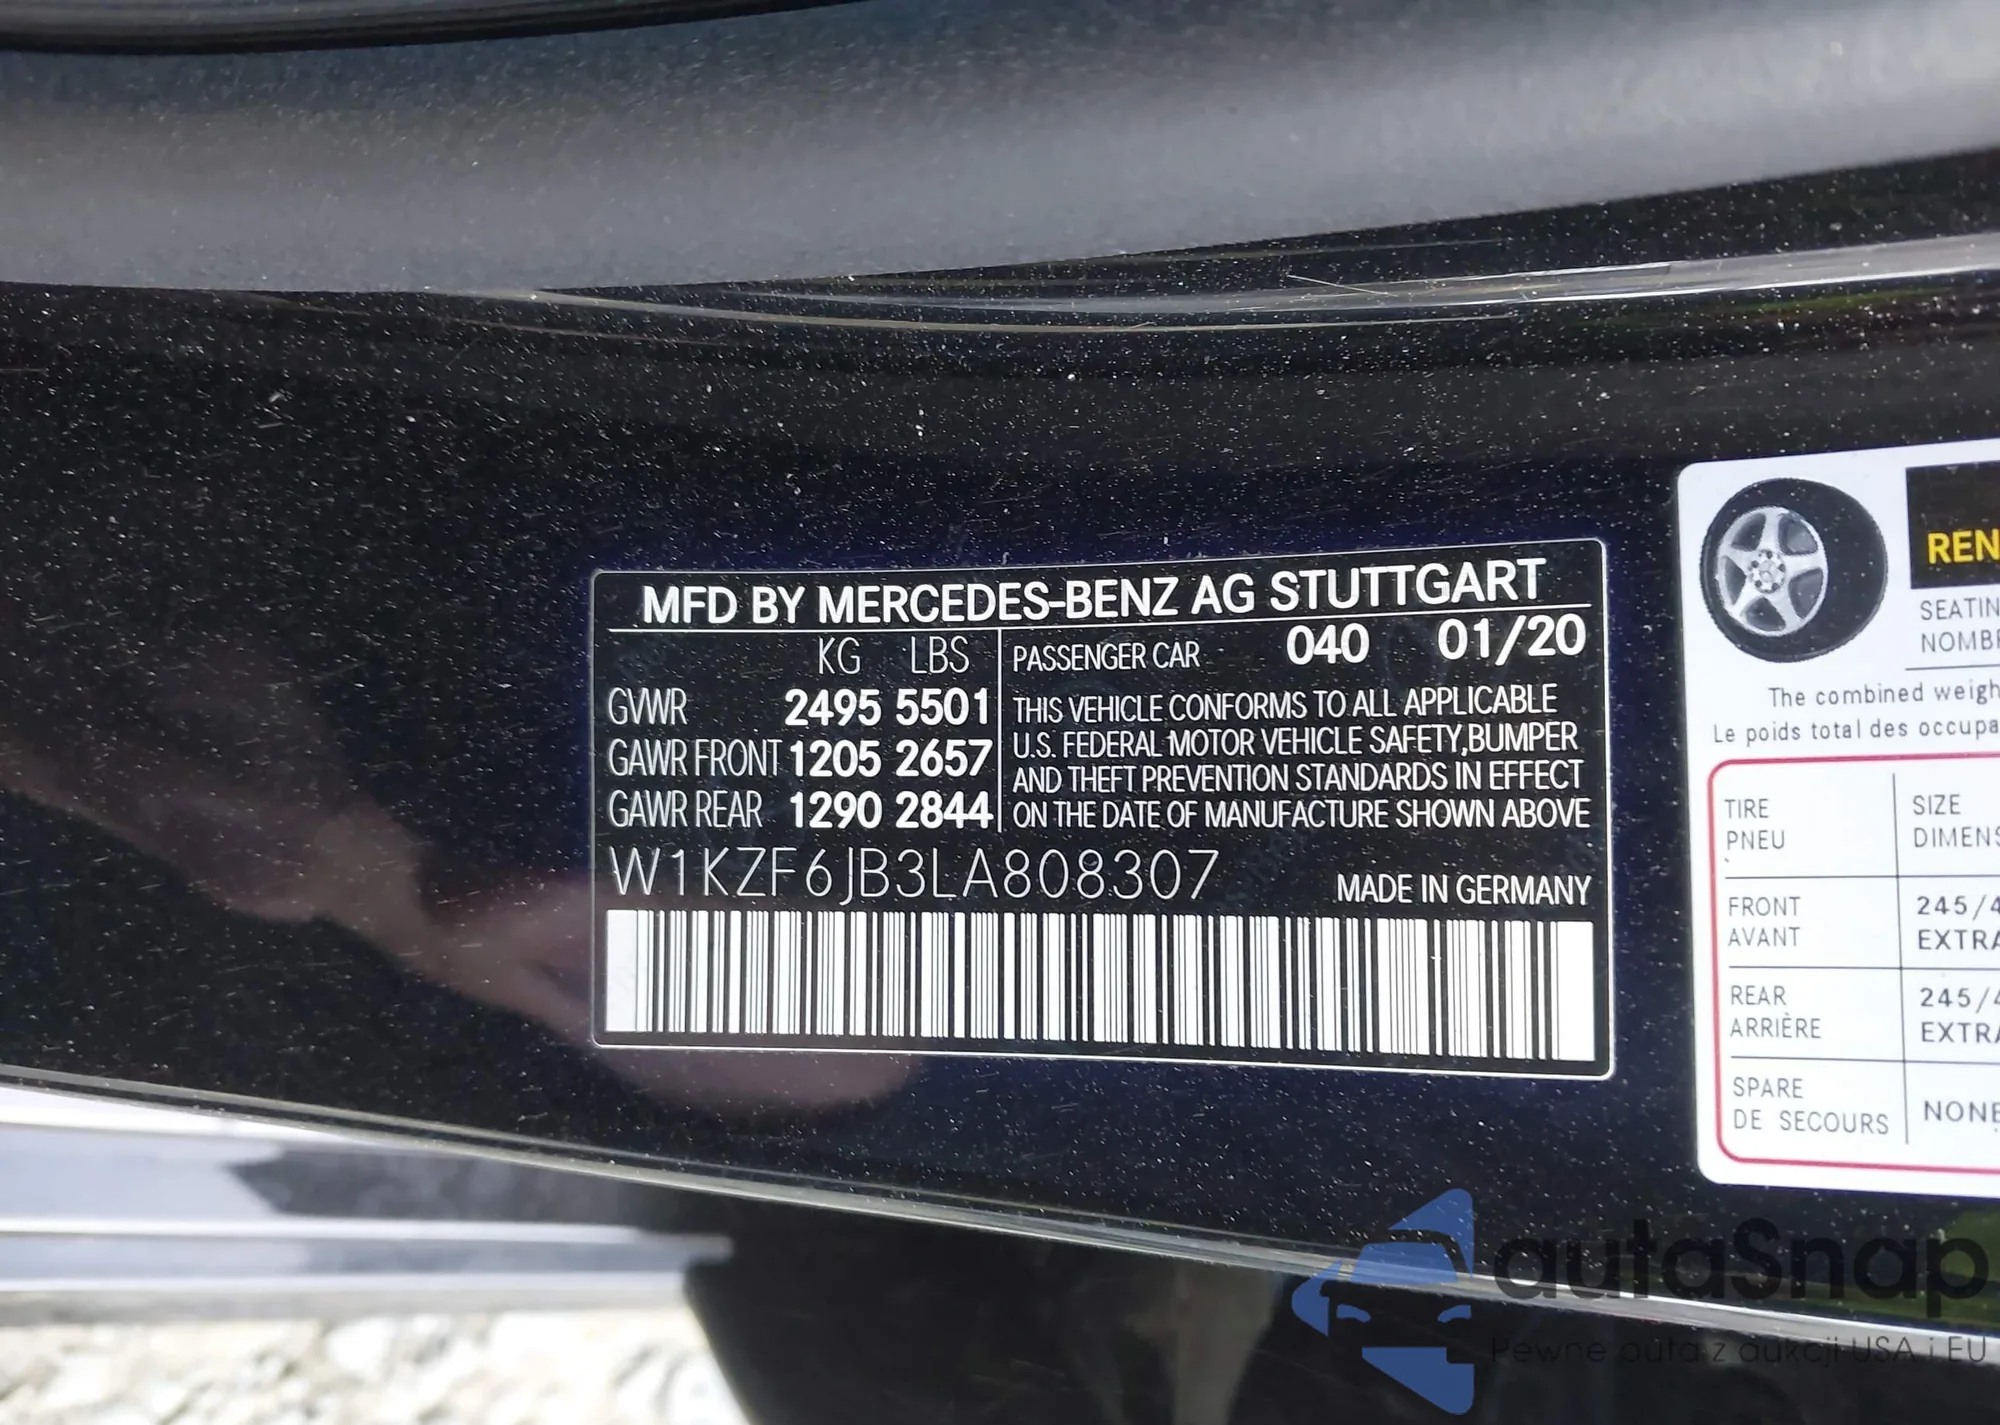 MFD BY MERCEDES-BENZ AG STUTTGART
KG LBS PASSENGER CAR 040 01/20
GVWR 2495 5501
GAWR FRONT 1205 2657
GAWR REAR 1290 2844
THIS VEHICLE CONFORMS TO ALL APPLICABLE
U.S. FEDERAL MOTOR VEHICLE SAFETY, BUMPER
AND THEFT PREVENTION STANDARDS IN EFFECT
ON THE DATE OF MANUFACTURE SHOWN ABOVE
W1KZF6JB3LA808307
MADE IN GERMANY
REN
SEATIN
NOMB
The combined weigh
Le poids total des occupa
TIRE
PNEU
SIZE
DIMENS
FRONT
AVANT
245/4
EXTRA
REAR
ARRIÈRE
245/4
EXTRA
SPARE
DE SECOURS
NONE
autaSnap
Pewne auta z aukcji USA i EU